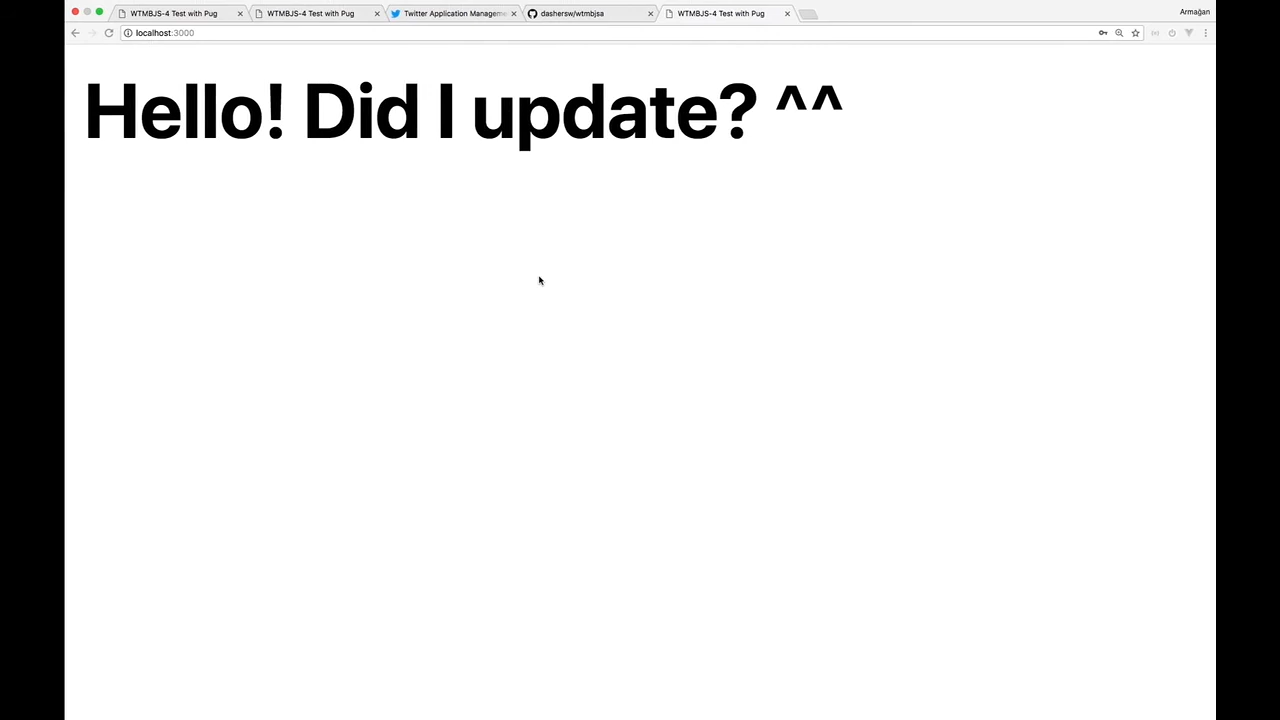 WTMBJS-4 Test with Pug
WTMBJS-4 Test with Pug
Twitter Application Managem
dashersw/wtmbjsa
WTMBJS-4 Test with Pug
Armağan
localhost:3000
Hello! Did I update? ^^